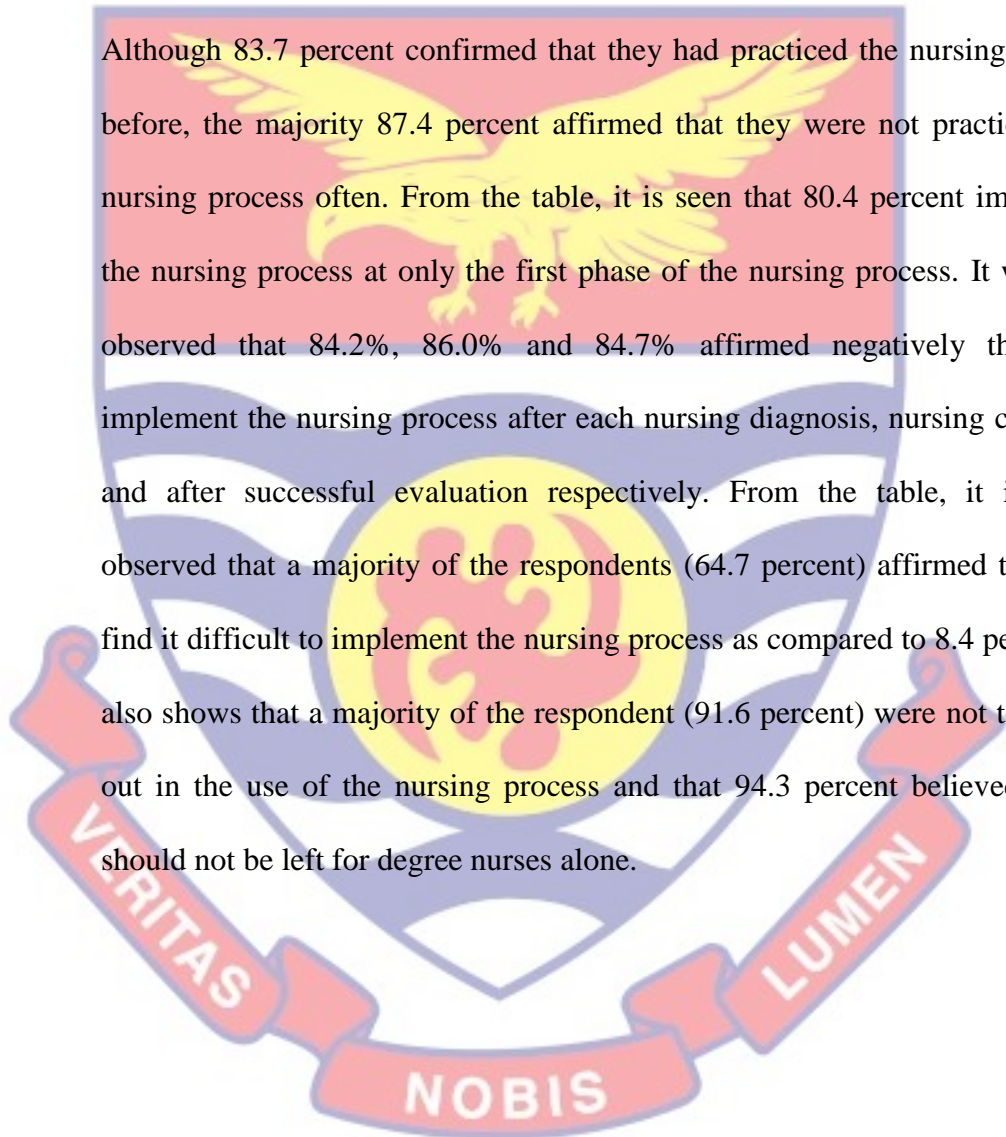 Although 83.7 percent confirmed that they had practiced the nursing
before, the majority 87.4 percent affirmed that they were not practic
nursing process often. From the table, it is seen that 80.4 percent im
the nursing process at only the first phase of the nursing process. It w
observed that 84.2%, 86.0% and 84.7% affirmed negatively th
implement the nursing process after each nursing diagnosis, nursing c
and after successful evaluation respectively. From the table, it i
observed that a majority of the respondents (64.7 percent) affirmed t
find it difficult to implement the nursing process as compared to 8.4 pe
also shows that a majority of the respondent (91.6 percent) were not t
out in the use of the nursing process and that 94.3 percent believed
should not be left for degree nurses alone.
VERITAS
NOBIS
LUMEN